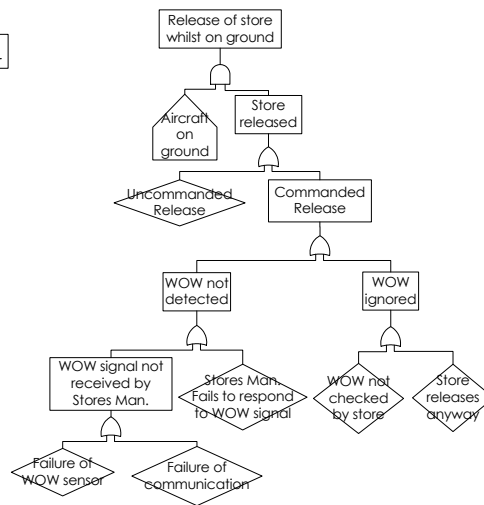 Release of store
whilst on ground
Aircraft
on
ground
Store
released
Uncommanded
Release
Commanded
Release
WOW not
detected
WOW
ignored
WOW signal not
received by
Stores Man.
Stores Man.
Fails to respond
to WOW signal
WOW not
checked
by store
Store
releases
anyway
Failure of
WOW sensor
Failure of
communication